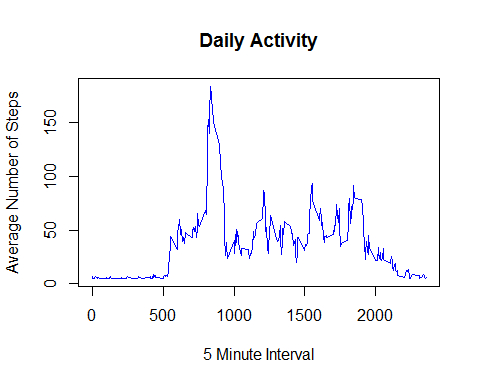 Daily Activity
Average Number of Steps
150
100
50
0
0 500 1000 1500 2000
5 Minute Interval